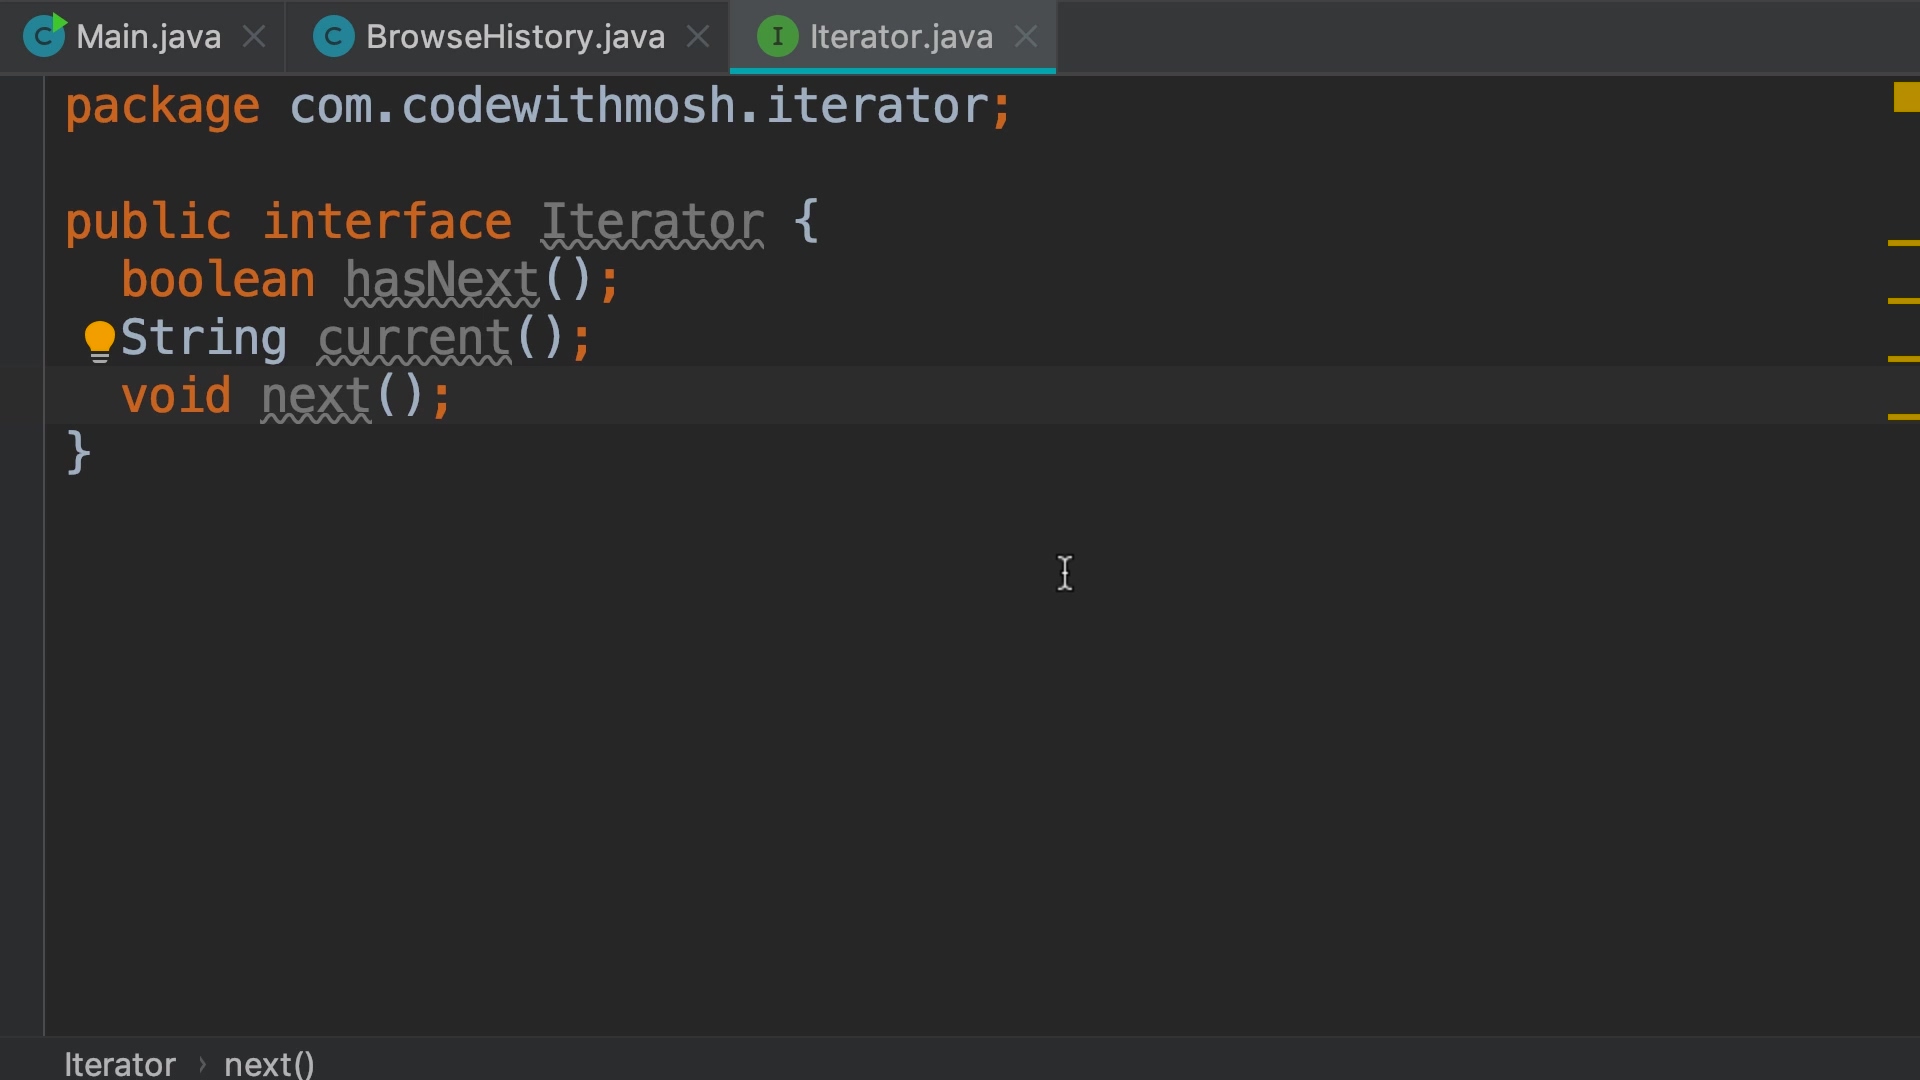 Main.java BrowseHistory.java Iterator.java
package com.codewithmosh.iterator;
public interface Iterator {
boolean hasNext();
String current();
void next();
}
Iterator › next()